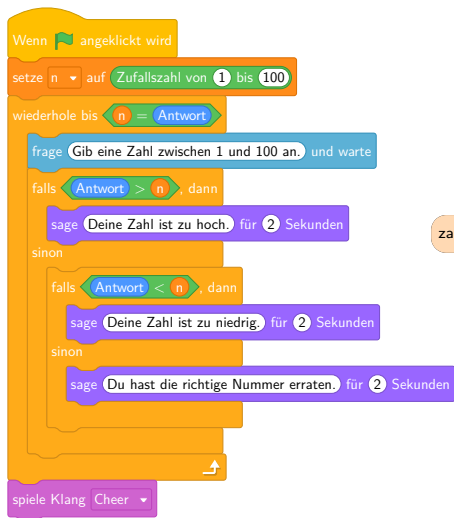 Wenn angeklickt wird
setze n auf Zufallszahl von 1 bis 100
wiederhole bis n = Antwort
frage Gib eine Zahl zwischen 1 und 100 an. und warte
falls Antwort > n , dann
sage Deine Zahl ist zu hoch. für 2 Sekunden
za
sinon
falls Antwort < n , dann
sage Deine Zahl ist zu niedrig. für 2 Sekunden
sinon
sage Du hast die richtige Nummer erraten. für 2 Sekunden
spiele Klang Cheer